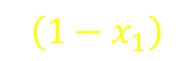 (1 − x₁)